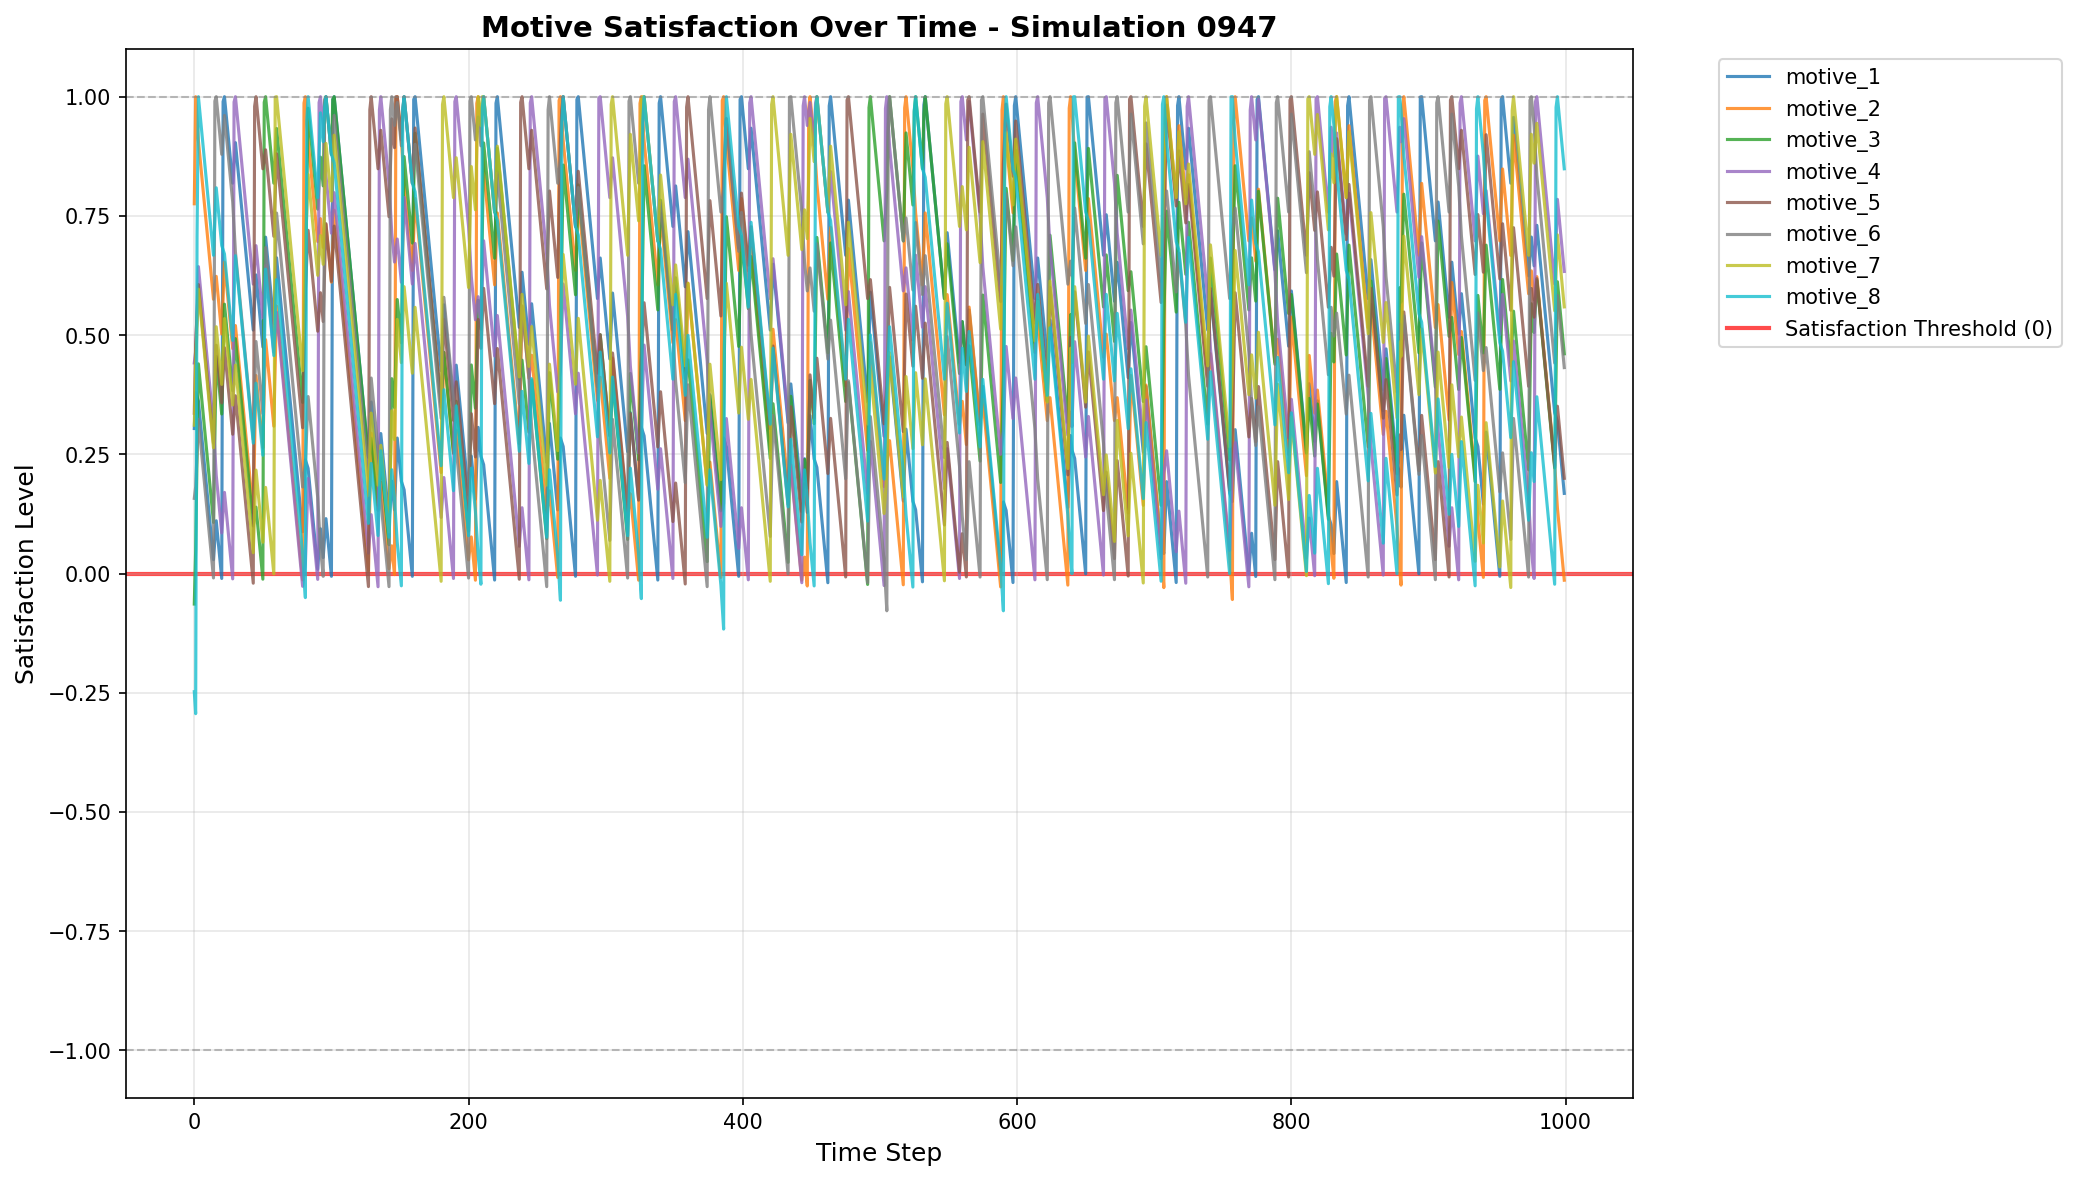 Motive Satisfaction Over Time - Simulation 0947
motive_1
motive_2
motive_3
motive_4
motive_5
motive_6
motive_7
motive_8
Satisfaction Threshold (0)
Satisfaction Level
1.00
0.75
0.50
0.25
0.00
−0.25
−0.50
−0.75
−1.00
0 200 400 600 800 1000
Time Step